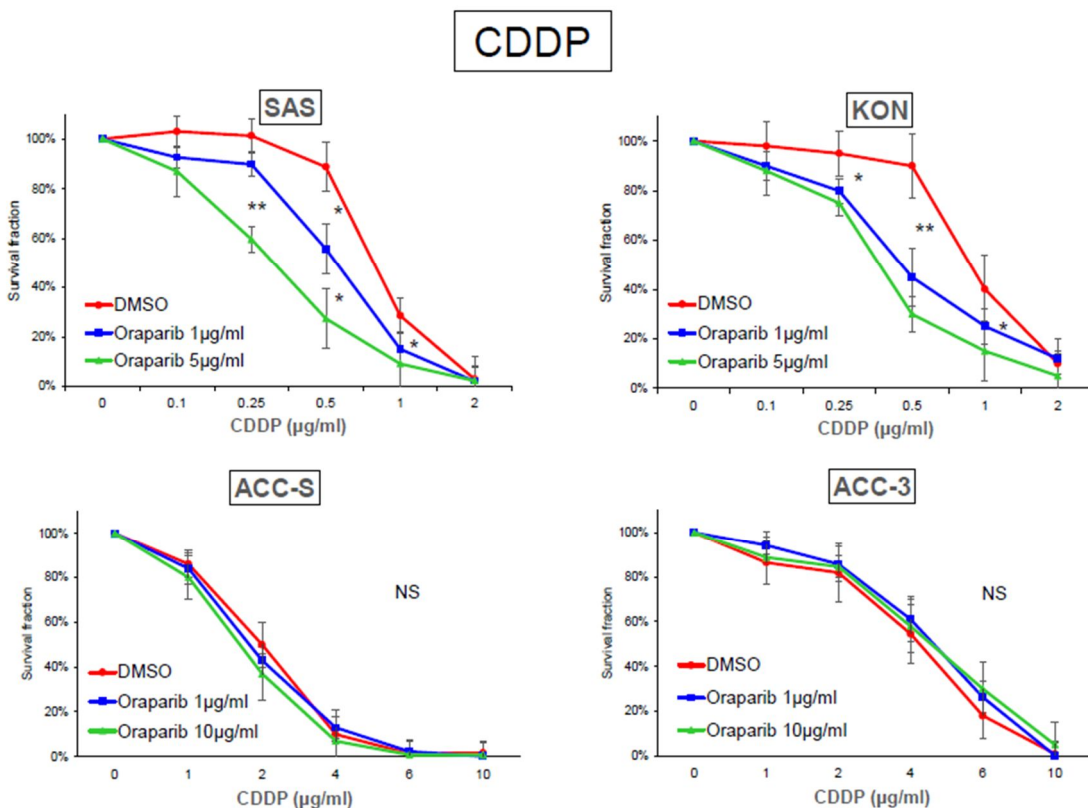 CDDP
SAS
Survival fraction
100%
80%
60%
40%
20%
0%
**
*
*
*
DMSO
Oraparib 1µg/ml
Oraparib 5µg/ml
0 0.1 0.25 0.5 1 2
CDDP (µg/ml)
KON
Survival fraction
100%
80%
60%
40%
20%
0%
*
**
*
DMSO
Oraparib 1µg/ml
Oraparib 5µg/ml
0 0.1 0.25 0.5 1 2
CDDP (µg/ml)
ACC-S
Survival fraction
100%
80%
60%
40%
20%
0%
NS
DMSO
Oraparib 1µg/ml
Oraparib 10µg/ml
0 1 2 4 6 10
CDDP (µg/ml)
ACC-3
Survival fraction
100%
80%
60%
40%
20%
0%
NS
DMSO
Oraparib 1µg/ml
Oraparib 10µg/ml
0 1 2 4 6 10
CDDP (µg/ml)